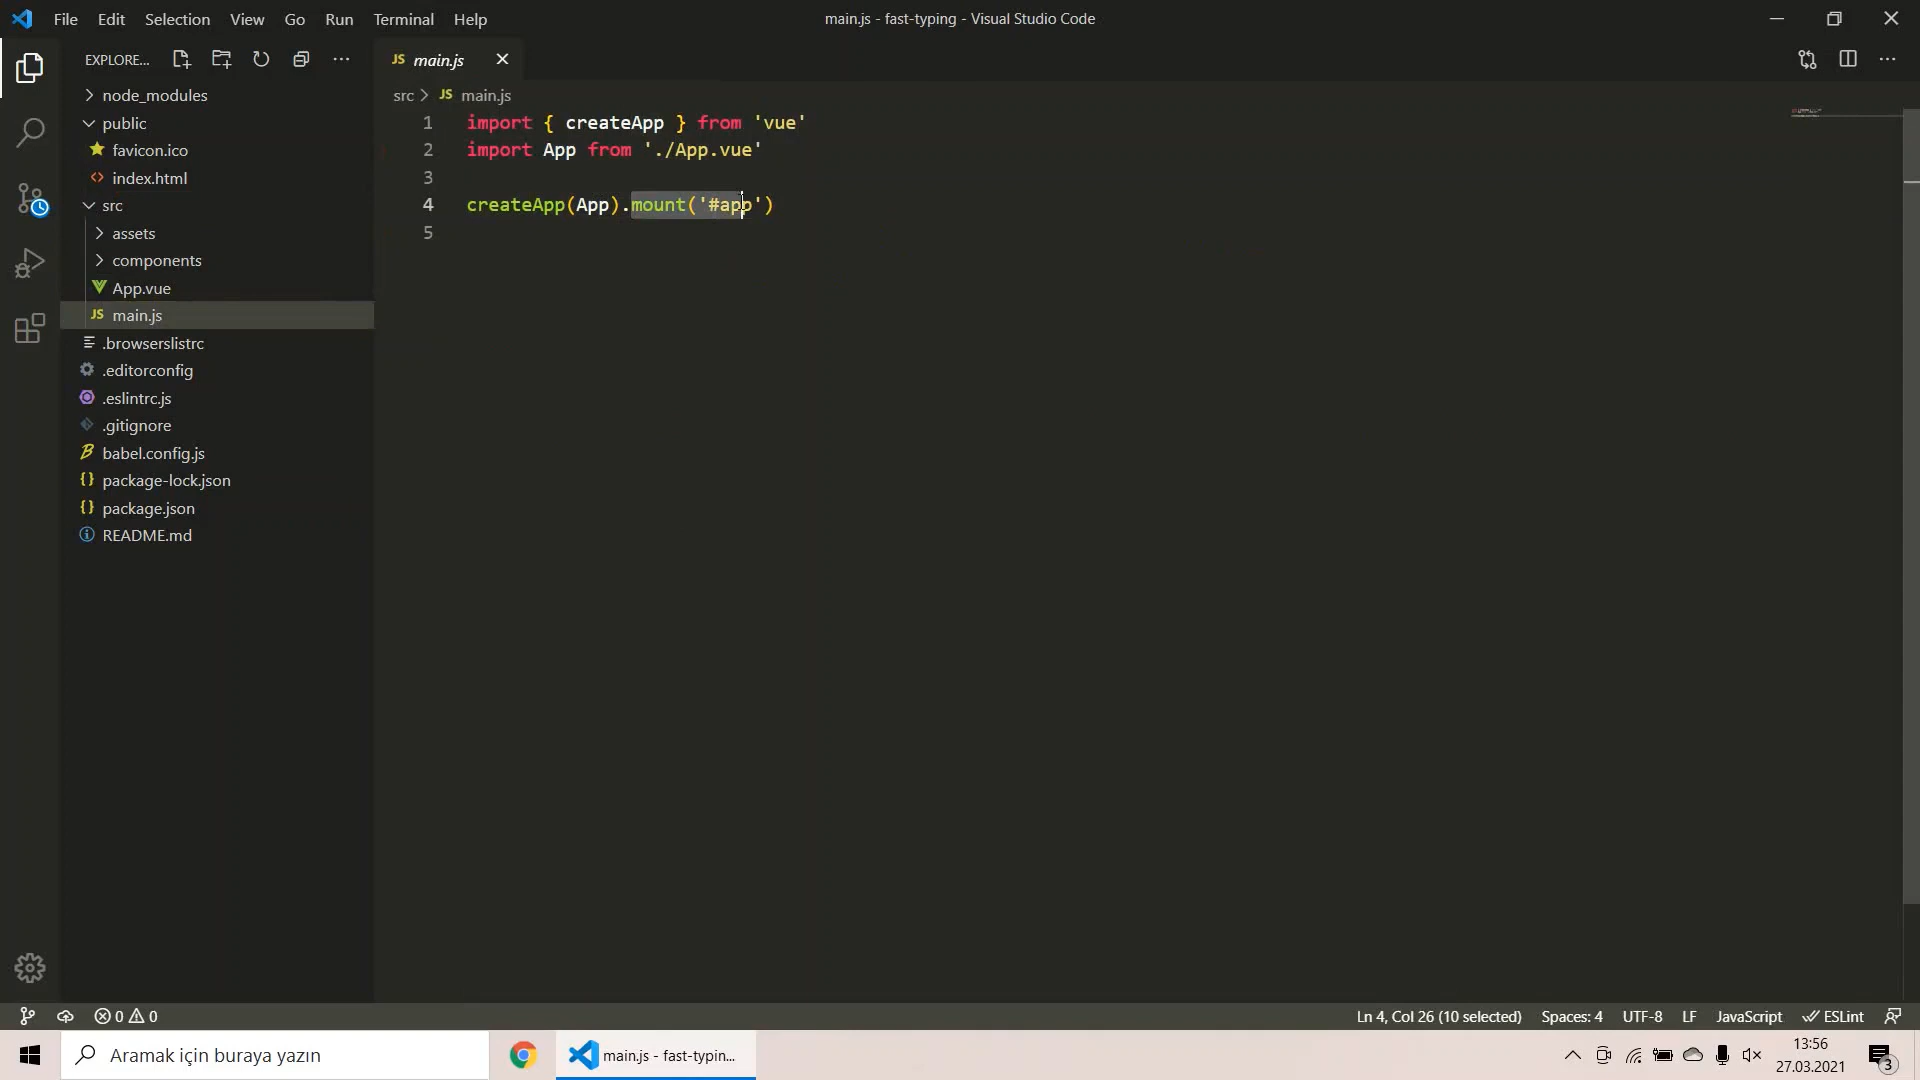 File Edit Selection View Go Run Terminal Help
main.js - fast-typing - Visual Studio Code
EXPLORE...
JS main.js
src > JS main.js
node_modules
public
favicon.ico
index.html
src
assets
components
App.vue
JS main.js
.browserslistrc
.editorconfig
.eslintrc.js
.gitignore
babel.config.js
{} package-lock.json
{} package.json
README.md
1 import { createApp } from 'vue'
2 import App from './App.vue'
3
4 createApp(App).mount('#app')
5
0 0
Ln 4, Col 26 (10 selected) Spaces: 4 UTF-8 LF JavaScript ESLint
Aramak için buraya yazın
main.js - fast-typin...
13:56
27.03.2021
3